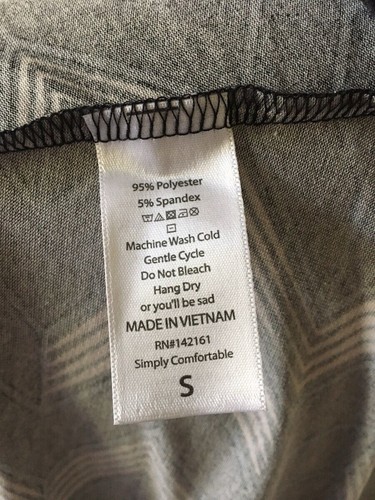 95% Polyester
5% Spandex
Machine Wash Cold
Gentle Cycle
Do Not Bleach
Hang Dry
or you'll be sad
MADE IN VIETNAM
RN#142161
Simply Comfortable
S